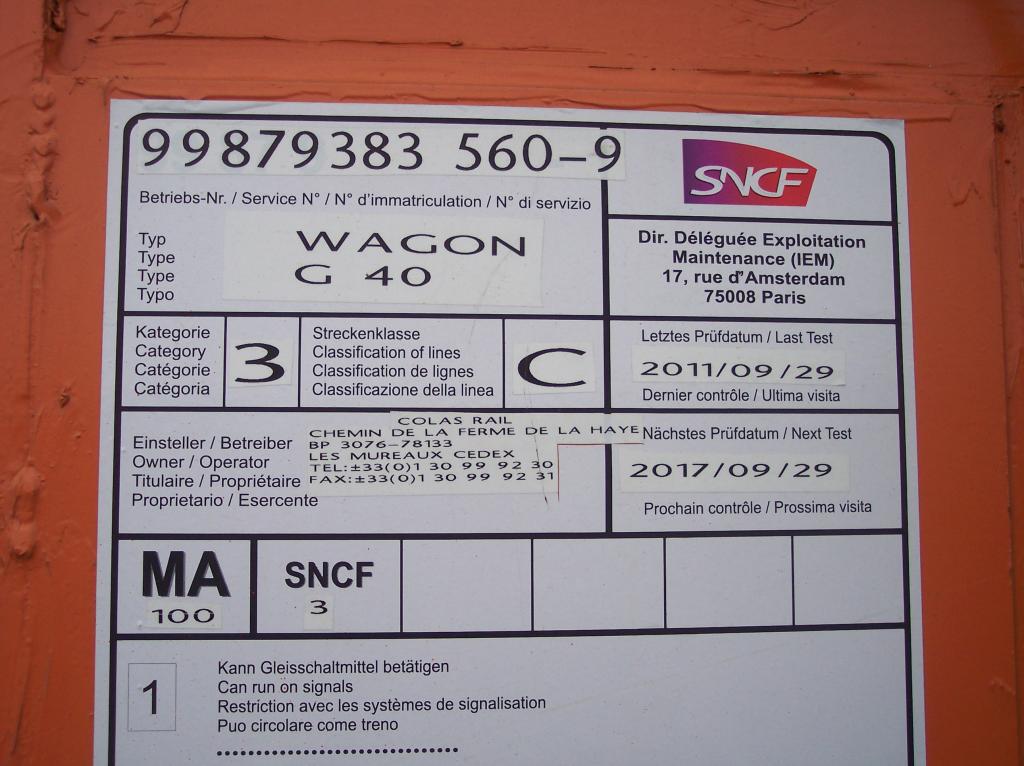 99879383 560-9
SNCF
Betriebs-Nr. / Service N° / N° d'immatriculation / N° di servizio
Typ
Type
Type
Typo
WAGON
G 40
Dir. Déléguée Exploitation
Maintenance (IEM)
17, rue d'Amsterdam
75008 Paris
Kategorie
Category
Catégorie
Catégoria
3
Streckenklasse
Classification of lines
Classification de lignes
Classificazione della linea
C
Letztes Prüfdatum / Last Test
2011/09/29
Dernier contrôle / Ultima visita
Einsteller / Betreiber
Owner / Operator
Titulaire / Propriétaire
Proprietario / Esercente
COLAS RAIL
CHEMIN DE LA FERME DE LA HAYE
BP 3076-78133
LES MUREAUX CEDEX
TEL:±33(0)1 30 99 92 30
FAX:±33(0)1 30 99 92 31
Nächstes Prüfdatum / Next Test
2017/09/29
Prochain contrôle / Prossima visita
MA
100
SNCF
3
1
Kann Gleisschaltmittel betätigen
Can run on signals
Restriction avec les systèmes de signalisation
Puo circolare come treno